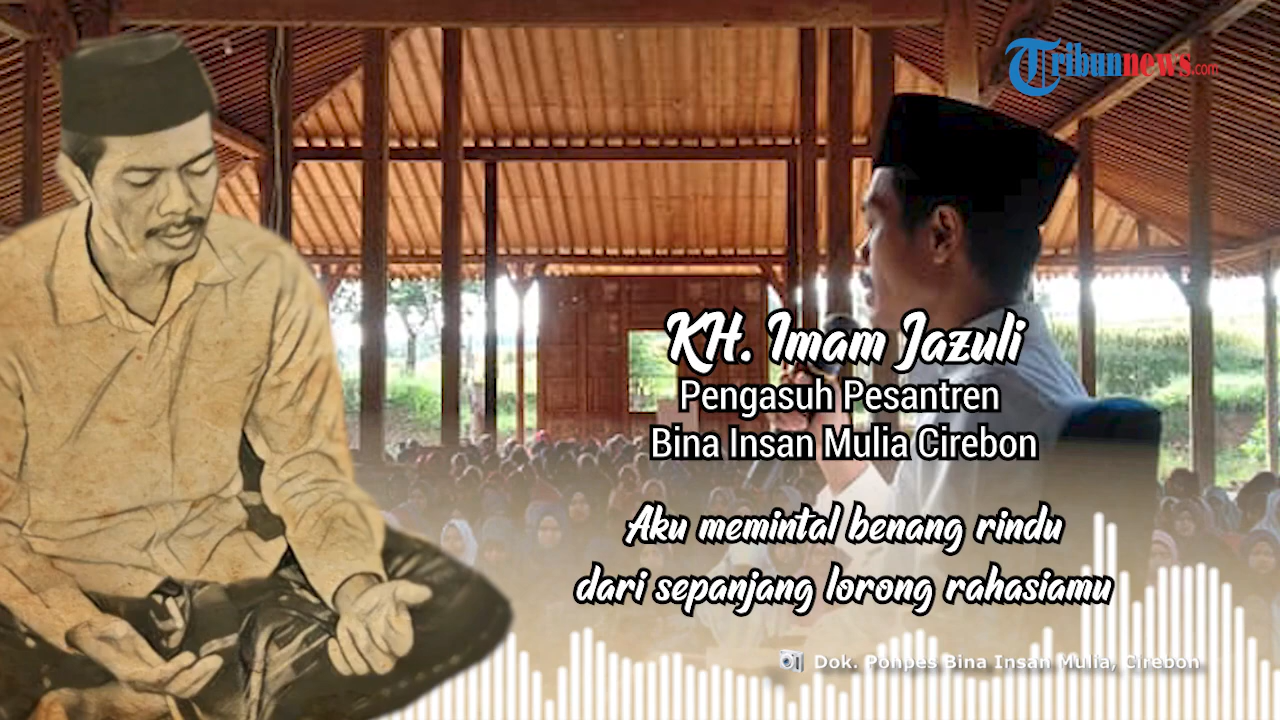 Tribunnews.com
KH. Imam Jazuli
Pengasuh Pesantren
Bina Insan Mulia Cirebon
Aku memintal benang rindu
dari sepanjang lorong rahasiamu
Dok. Ponpes Bina Insan Mulia, Cirebon